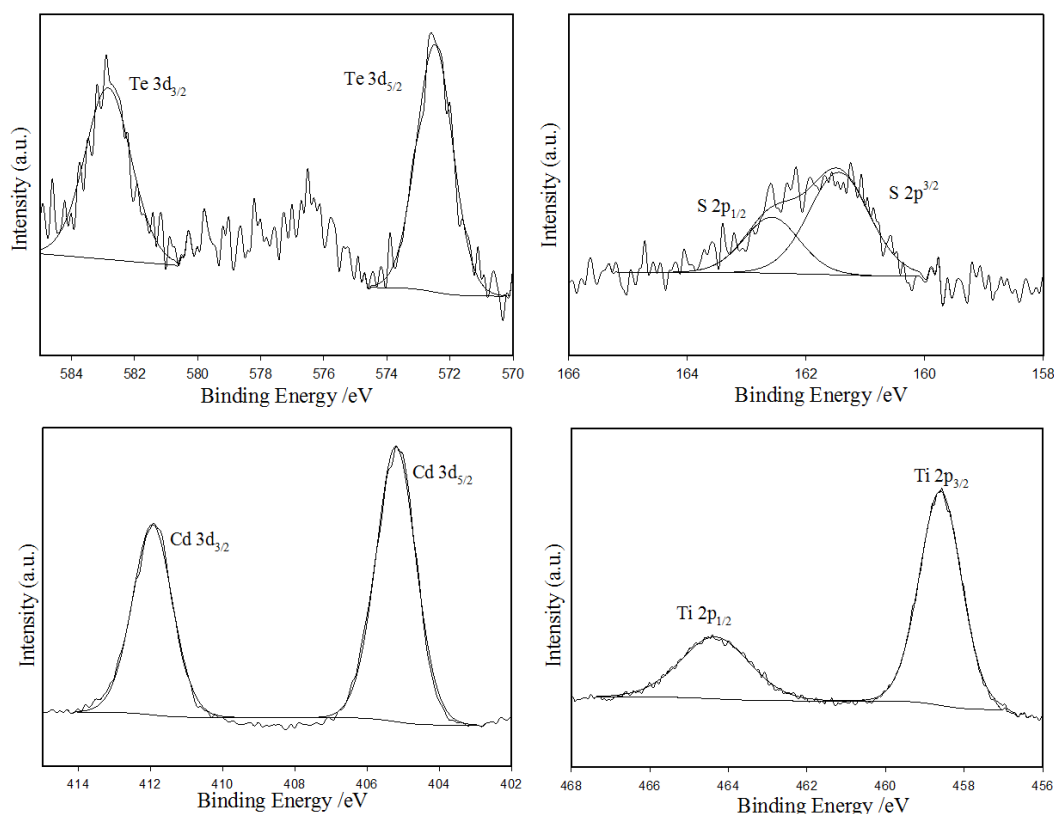 Te 3d3/2
Te 3d5/2
Intensity (a.u.)
584 582 580 578 576 574 572 570
Binding Energy /eV
S 2p1/2
S 2p3/2
Intensity (a.u.)
166 164 162 160 158
Binding Energy /eV
Cd 3d3/2
Cd 3d5/2
Intensity (a.u.)
414 412 410 408 406 404 402
Binding Energy /eV
Ti 2p1/2
Ti 2p3/2
Intensity (a.u.)
468 466 464 462 460 458 456
Binding Energy /eV